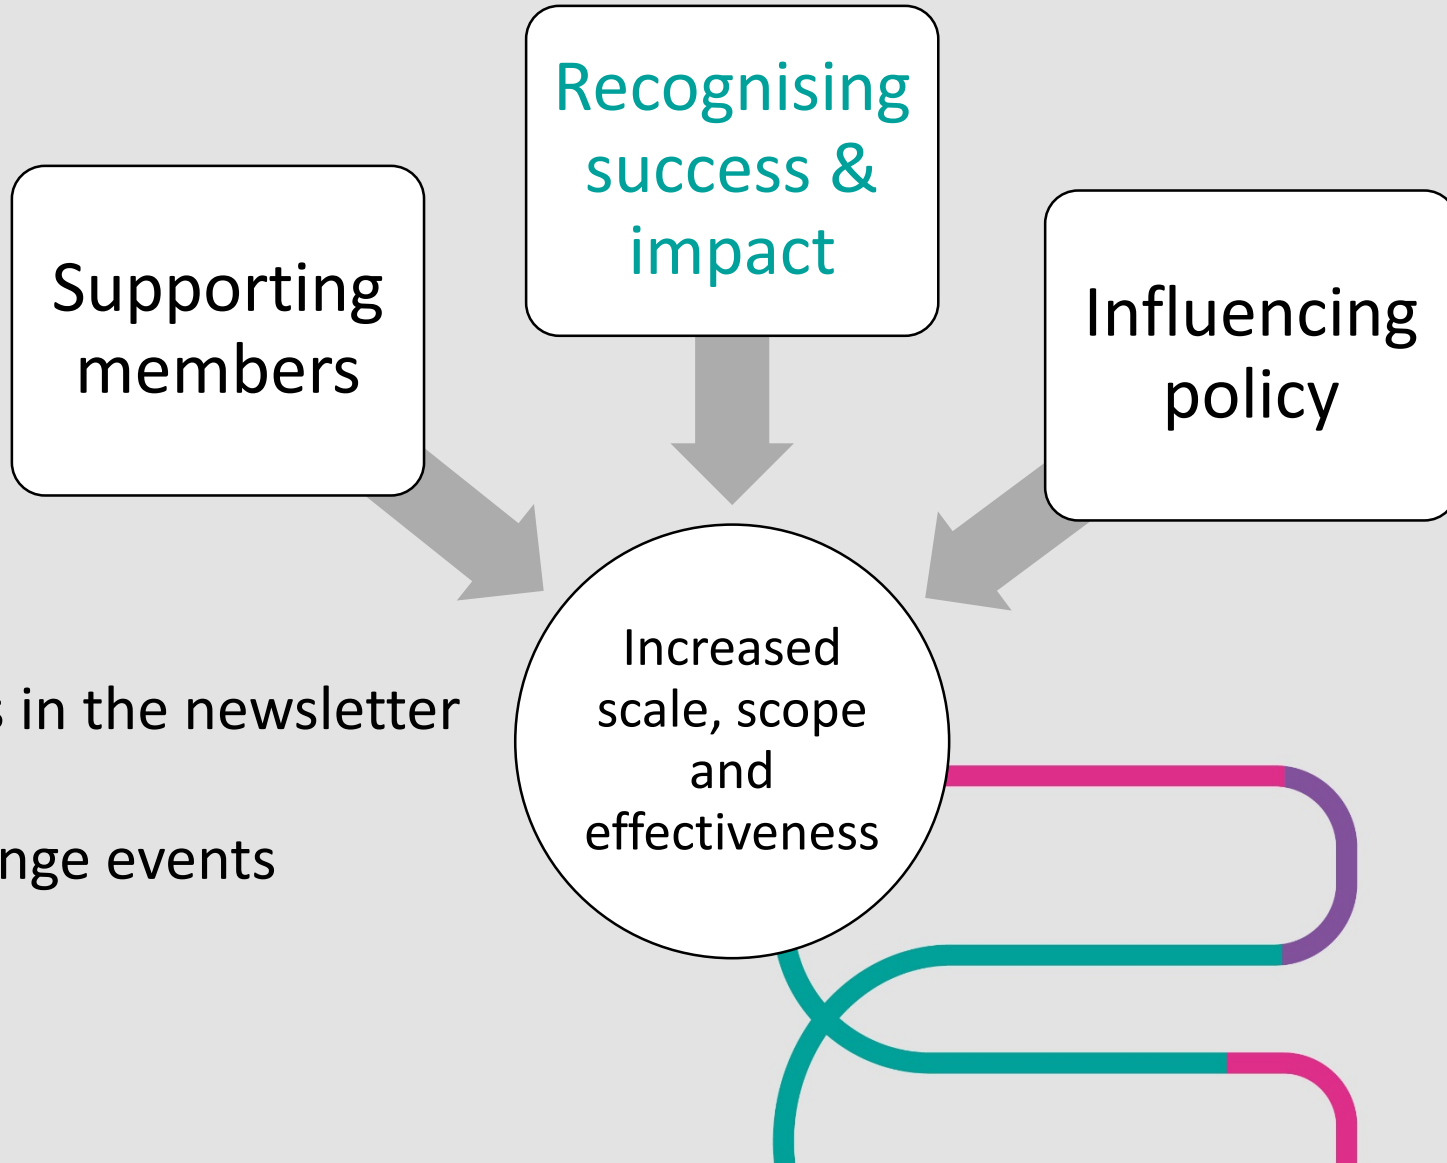 Recognising
success &
impact
Supporting
members
Influencing
policy
Increased
scale, scope
and
effectiveness
s in the newsletter
nge events